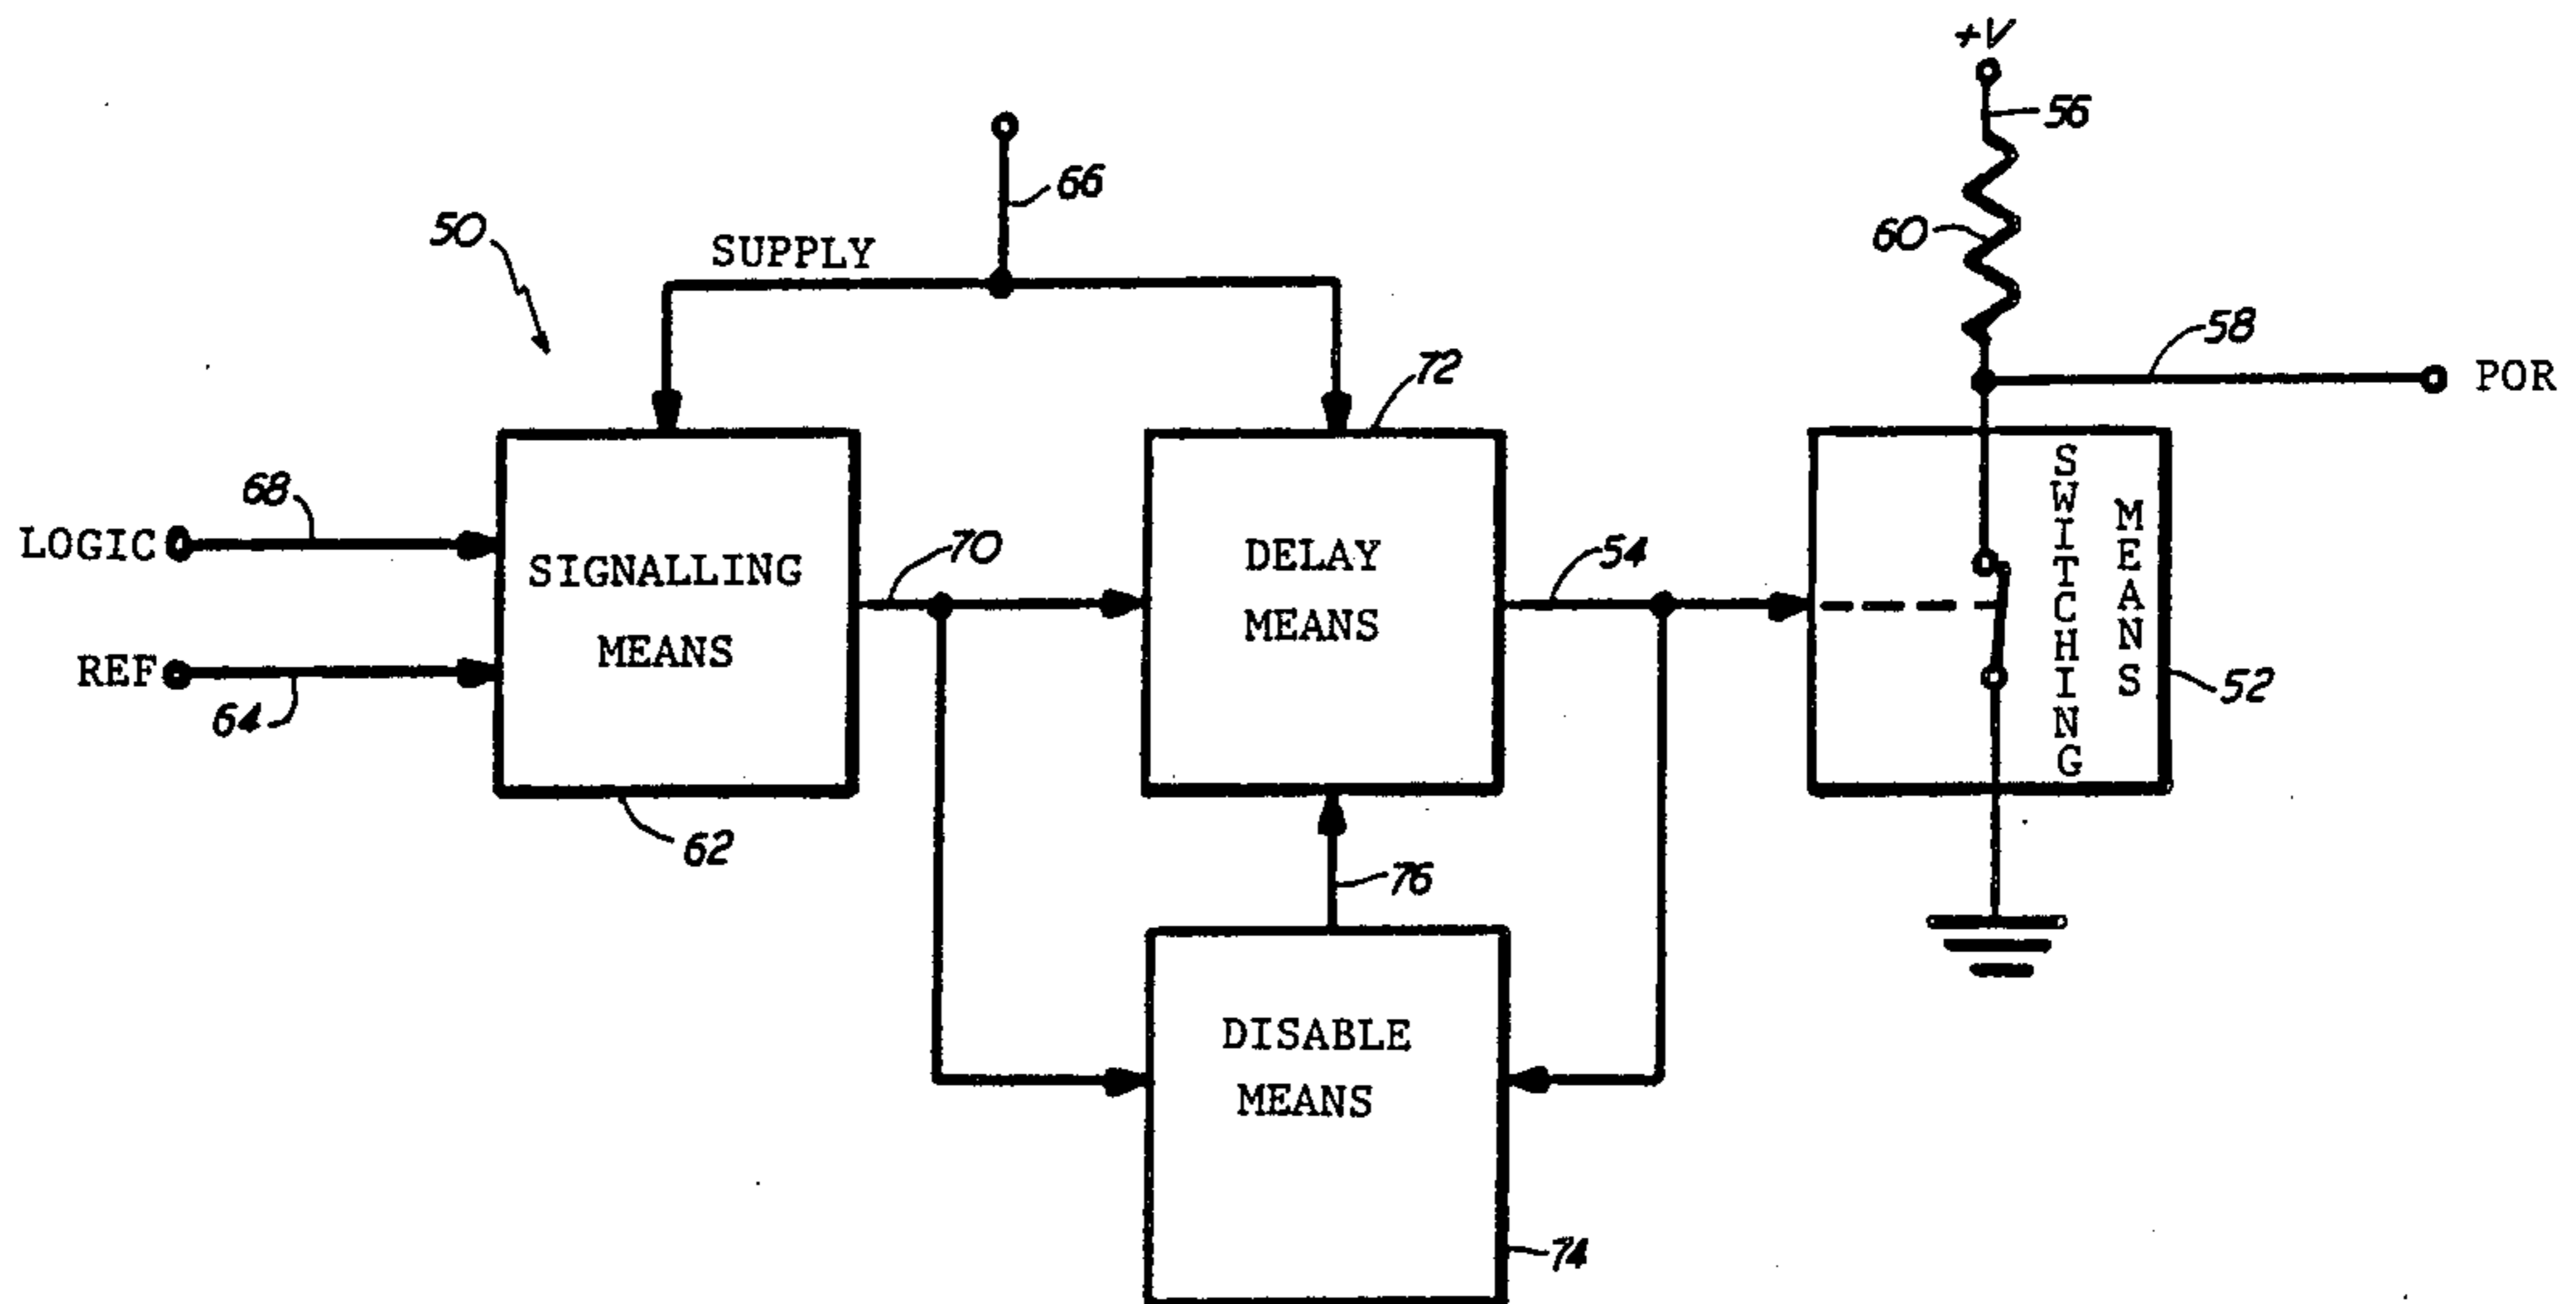 +V
56
66
50
SUPPLY
60
58
72
POR
68
LOGIC
SIGNALLING
MEANS
70
DELAY
MEANS
54
SWITCHING
MEANS
52
REF
64
62
76
DISABLE
MEANS
74